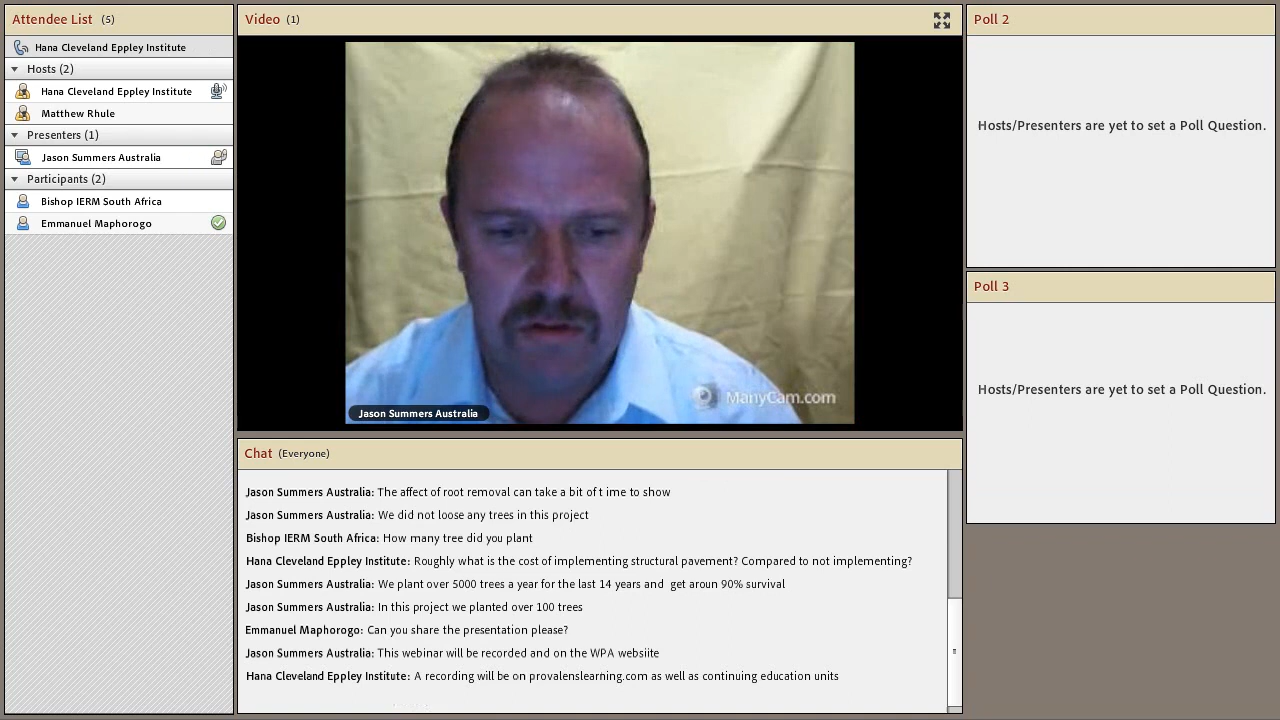 Attendee List (5)
Hana Cleveland Eppley Institute
Hosts (2)
Hana Cleveland Eppley Institute
Matthew Rhule
Presenters (1)
Jason Summers Australia
Participants (2)
Bishop IERM South Africa
Emmanuel Maphorogo
Video (1)
ManyCam.com
Jason Summers Australia
Chat (Everyone)
Jason Summers Australia: The affect of root removal can take a bit of t ime to show
Jason Summers Australia: We did not loose any trees in this project
Bishop IERM South Africa: How many tree did you plant
Hana Cleveland Eppley Institute: Roughly what is the cost of implementing structural pavement? Compared to not implementing?
Jason Summers Australia: We plant over 5000 trees a year for the last 14 years and  get aroun 90% survival
Jason Summers Australia: In this project we planted over 100 trees
Emmanuel Maphorogo: Can you share the presentation please?
Jason Summers Australia: This webinar will be recorded and on the WPA websiite
Hana Cleveland Eppley Institute: A recording will be on provalenslearning.com as well as continuing education units
Poll 2
Hosts/Presenters are yet to set a Poll Question.
Poll 3
Hosts/Presenters are yet to set a Poll Question.